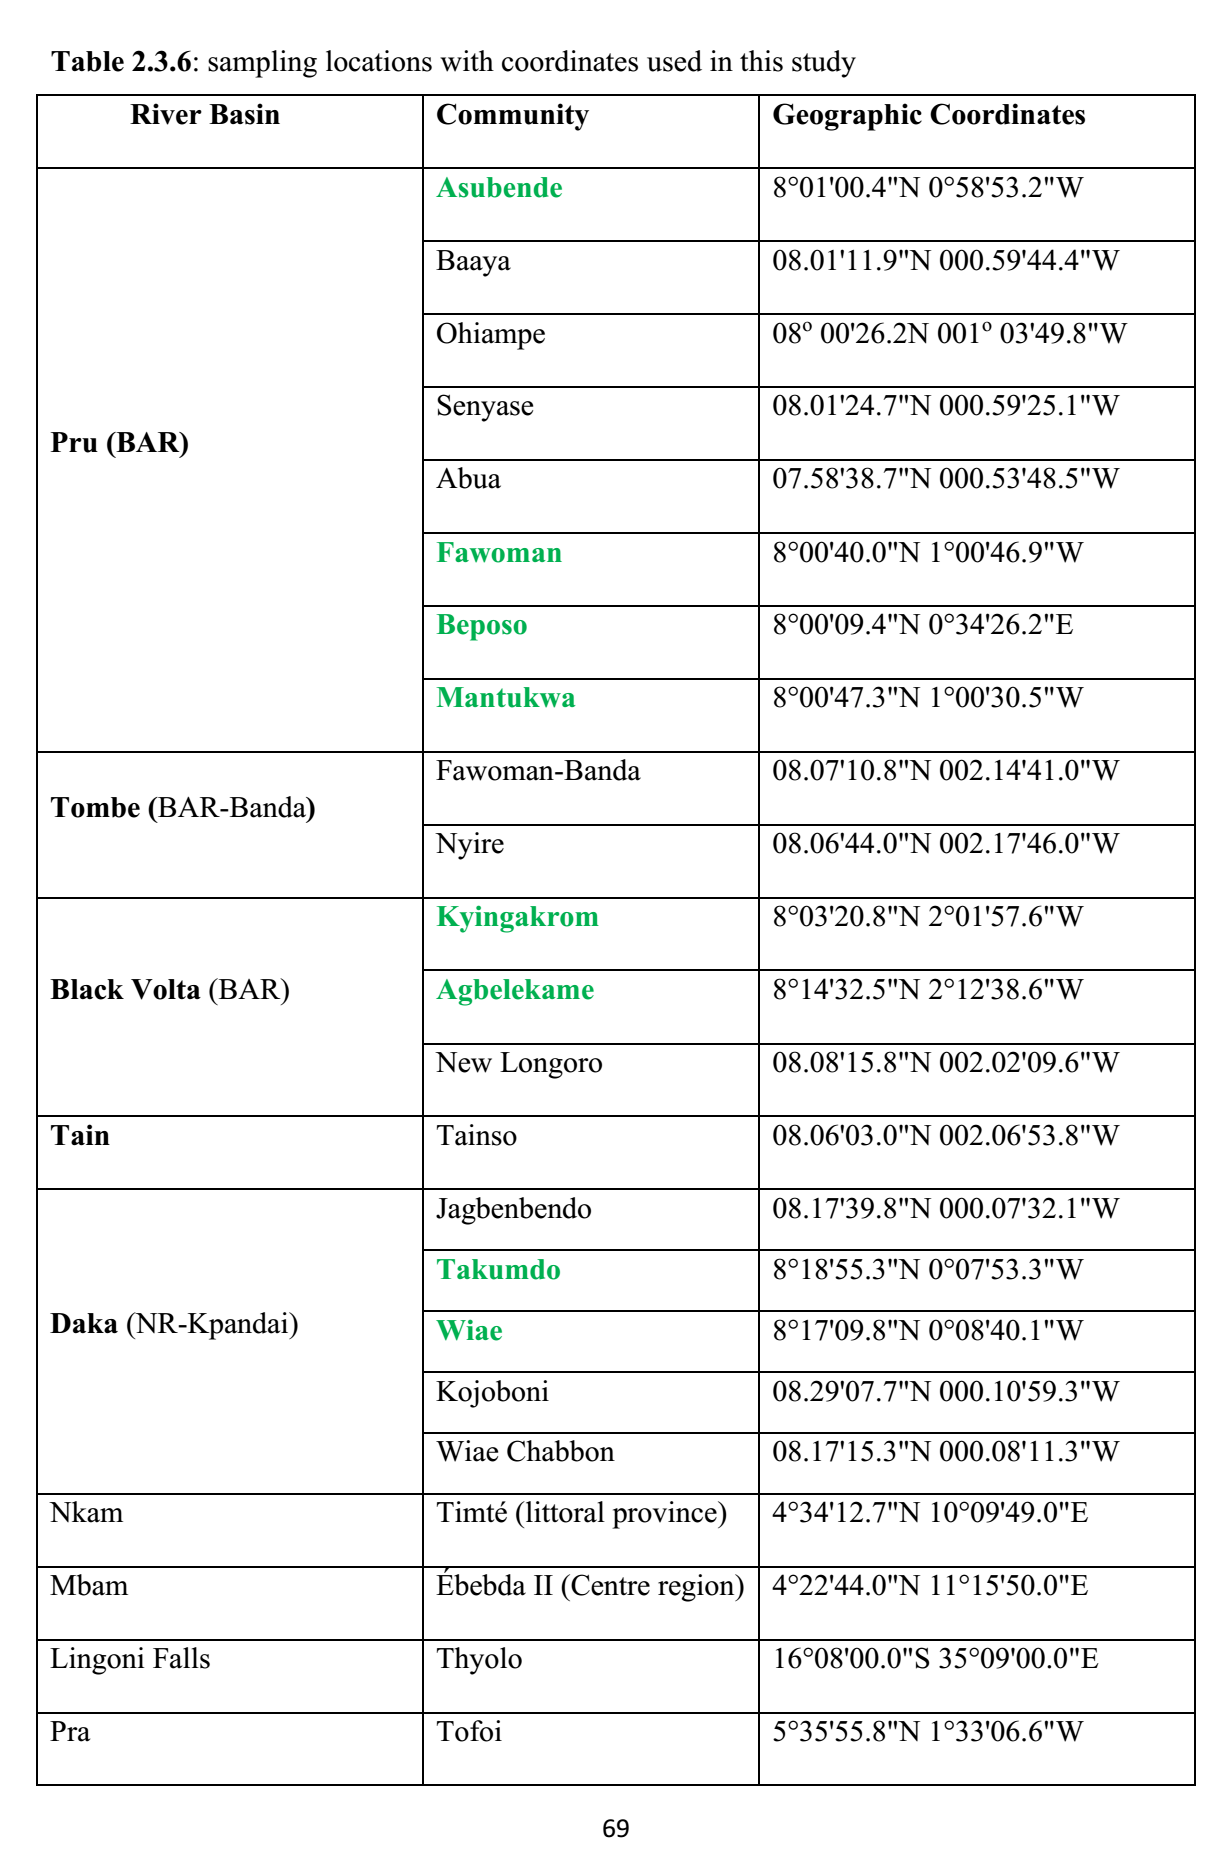 Table 2.3.6: sampling locations with coordinates used in this study
River Basin Community Geographic Coordinates
Pru (BAR)
Asubende 8°01'00.4"N 0°58'53.2"W
Baaya 08.01'11.9"N 000.59'44.4"W
Ohiampe 08º 00'26.2N 001º 03'49.8"W
Senyase 08.01'24.7"N 000.59'25.1"W
Abua 07.58'38.7"N 000.53'48.5"W
Fawoman 8°00'40.0"N 1°00'46.9"W
Beposo 8°00'09.4"N 0°34'26.2"E
Mantukwa 8°00'47.3"N 1°00'30.5"W
Tombe (BAR-Banda)
Fawoman-Banda 08.07'10.8"N 002.14'41.0"W
Nyire 08.06'44.0"N 002.17'46.0"W
Black Volta (BAR)
Kyingakrom 8°03'20.8"N 2°01'57.6"W
Agbelekame 8°14'32.5"N 2°12'38.6"W
New Longoro 08.08'15.8"N 002.02'09.6"W
Tain Tainso 08.06'03.0"N 002.06'53.8"W
Daka (NR-Kpandai)
Jagbenbendo 08.17'39.8"N 000.07'32.1"W
Takumdo 8°18'55.3"N 0°07'53.3"W
Wiae 8°17'09.8"N 0°08'40.1"W
Kojoboni 08.29'07.7"N 000.10'59.3"W
Wiae Chabbon 08.17'15.3"N 000.08'11.3"W
Nkam Timté (littoral province) 4°34'12.7"N 10°09'49.0"E
Mbam Ébebda II (Centre region) 4°22'44.0"N 11°15'50.0"E
Lingoni Falls Thyolo 16°08'00.0"S 35°09'00.0"E
Pra Tofoi 5°35'55.8"N 1°33'06.6"W
69